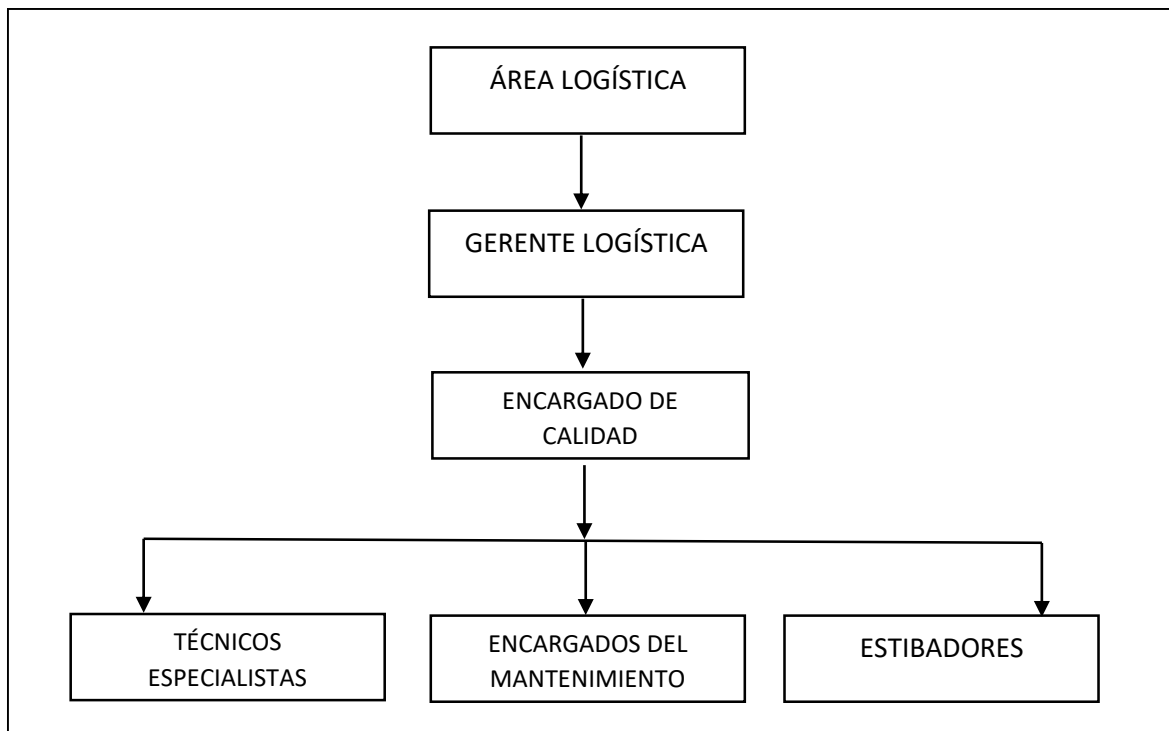 ÁREA LOGÍSTICA
GERENTE LOGÍSTICA
ENCARGADO DE
CALIDAD
TÉCNICOS
ESPECIALISTAS
ENCARGADOS DEL
MANTENIMIENTO
ESTIBADORES